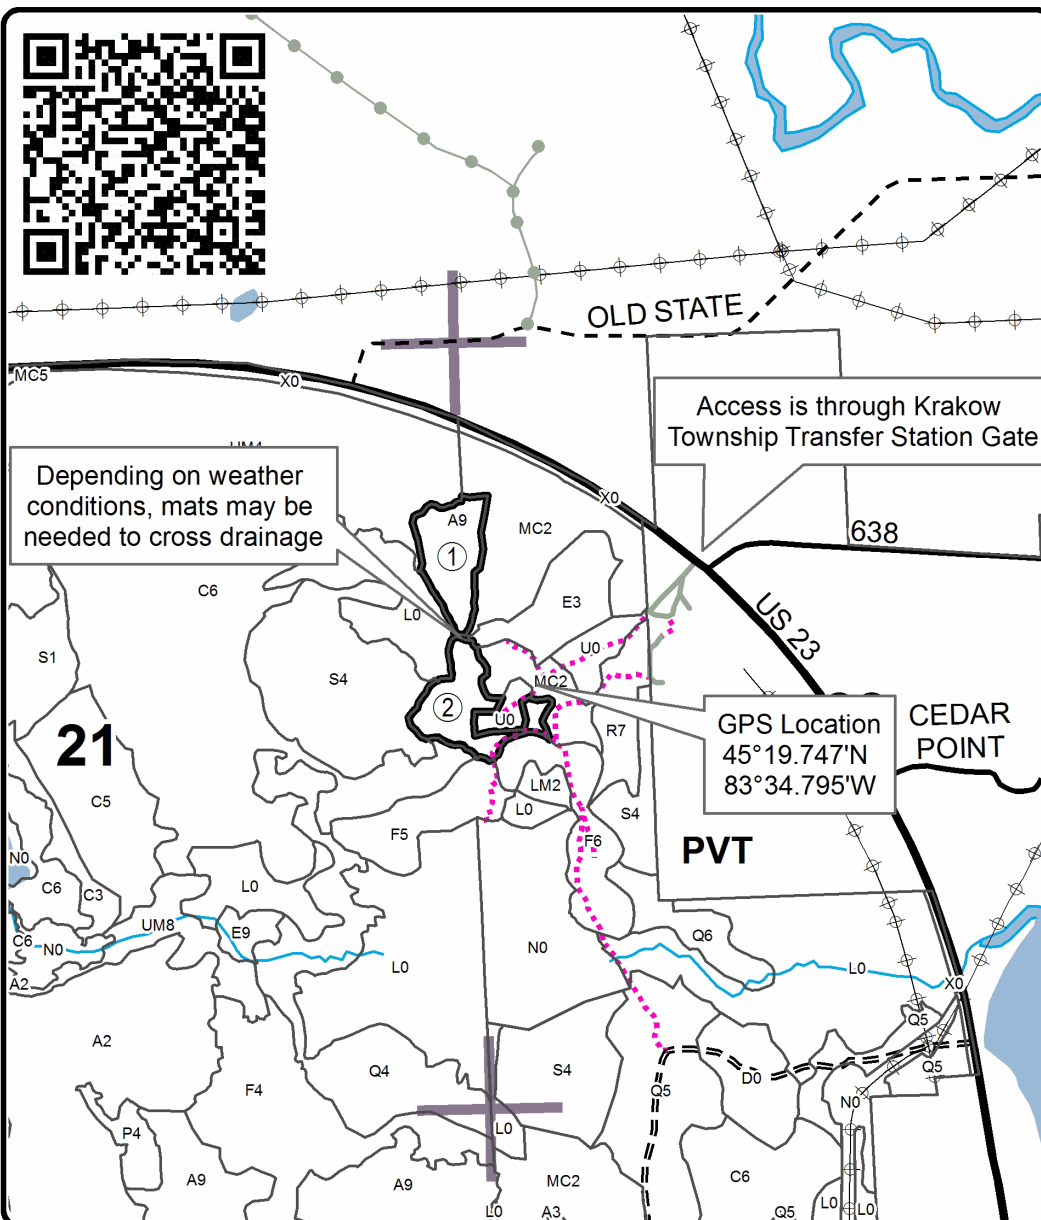 OLD STATE
MC5
X0
Access is through Krakow
Township Transfer Station Gate
Depending on weather
conditions, mats may be
needed to cross drainage
X0
A9
MC2
638
1
C6
L0
E3
US 23
S1
S4
U0
MC2
2
U0
R7
GPS Location
45°19.747'N
83°34.795'W
CEDAR
POINT
21
C5
LM2
L0
S4
F5
F6
PVT
N0
C6
C3
L0
UM8
E9
C6
N0
Q6
N0
L0
L0
A2
X0
Q5
A2
Q4
S4
Q5
D0
Q5
F4
N0
P4
L0
A9
A9
MC2
C6
L0
A3
Q5
L0
L0